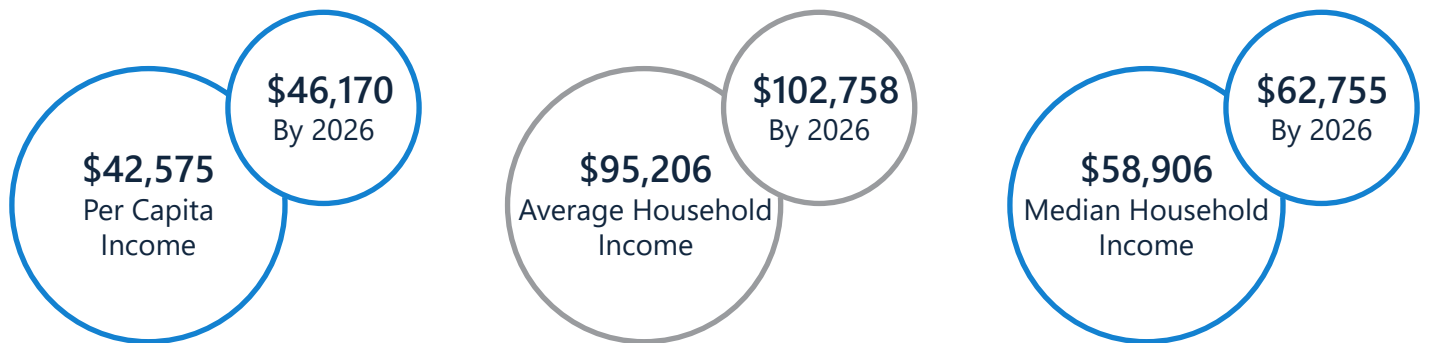 $46,170
By 2026
$42,575
Per Capita
Income
$102,758
By 2026
$95,206
Average Household
Income
$62,755
By 2026
$58,906
Median Household
Income